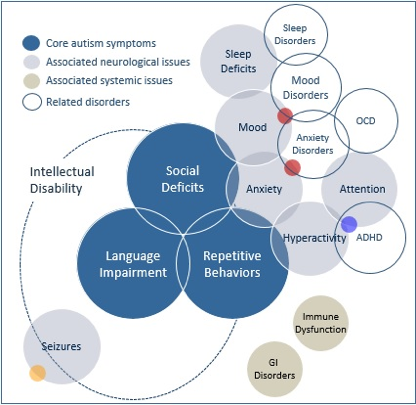 Core autism symptoms
Associated neurological issues
Associated systemic issues
Related disorders
Sleep
Disorders
Sleep
Deficits
Mood
Disorders
Mood
OCD
Anxiety
Disorders
Intellectual
Disability
Social
Deficits
Anxiety
Attention
Language
Impairment
Repetitive
Behaviors
Hyperactivity
ADHD
Immune
Dysfunction
Seizures
GI
Disorders